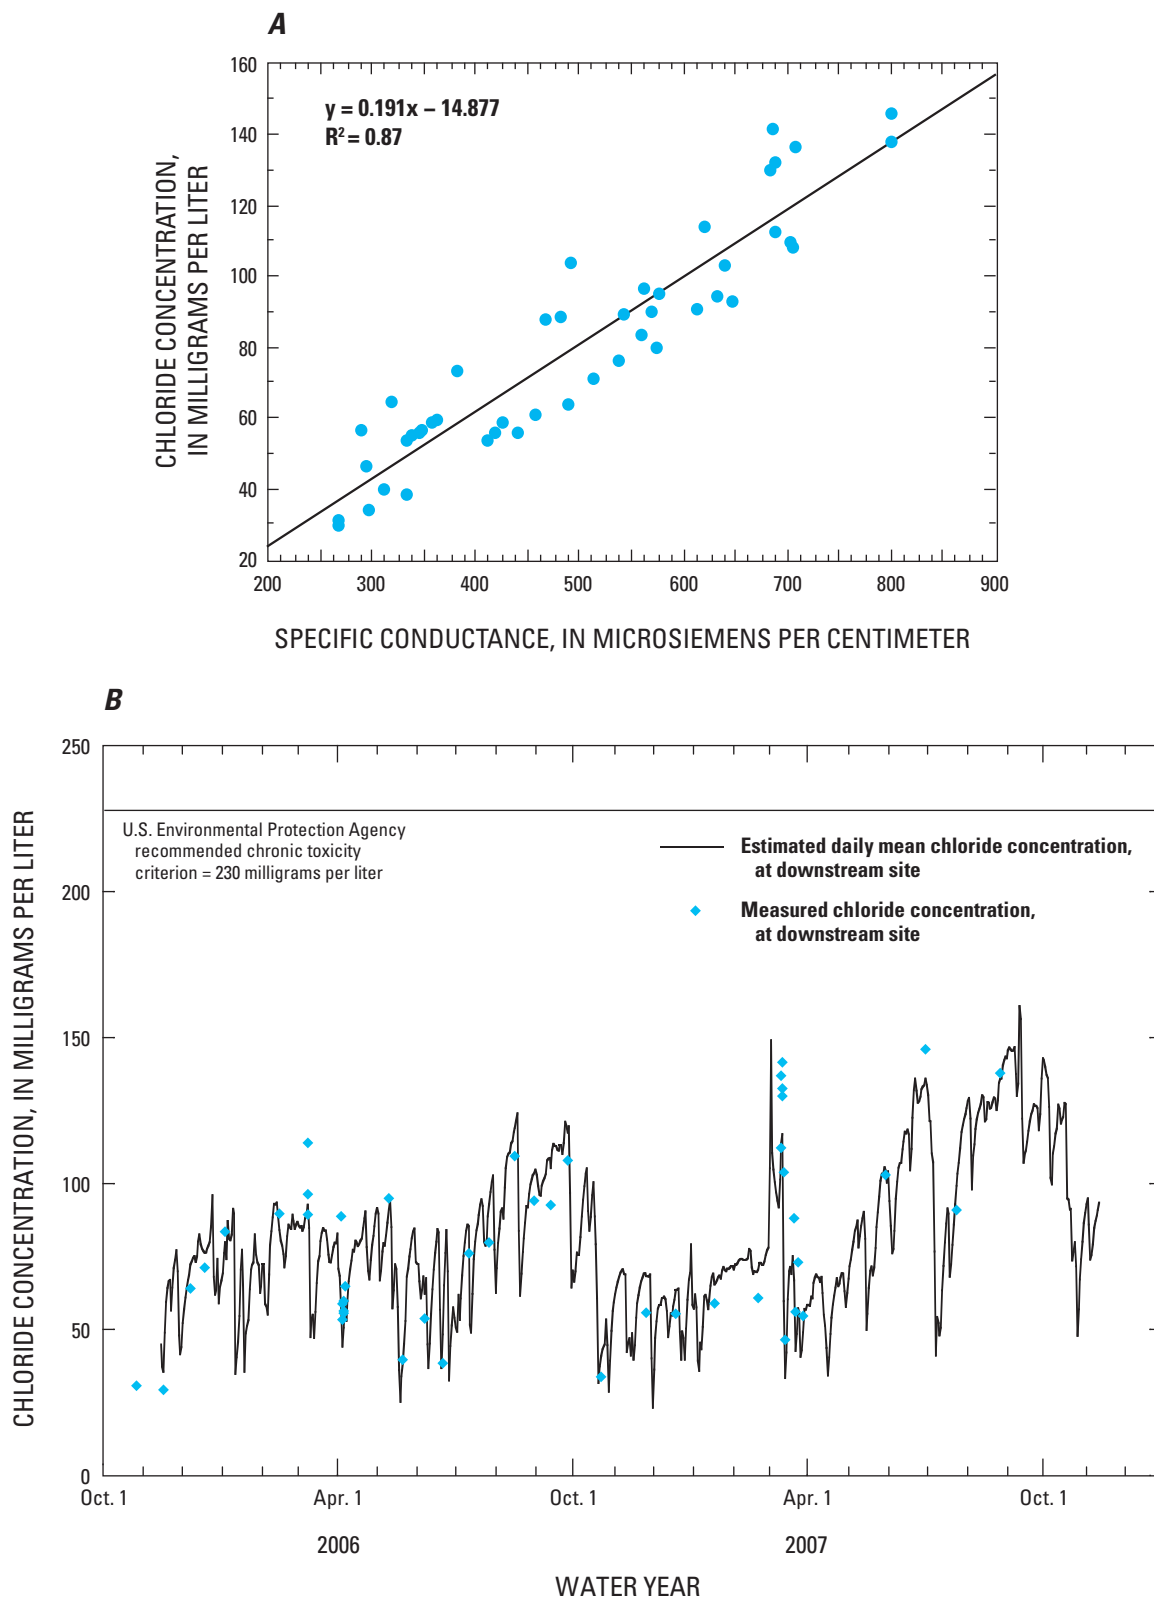 A
160
140
120
100
80
60
40
20
y = 0.191x – 14.877
R² = 0.87
CHLORIDE CONCENTRATION,
IN MILLIGRAMS PER LITER
200 300 400 500 600 700 800 900
SPECIFIC CONDUCTANCE, IN MICROSIEMENS PER CENTIMETER
B
250
200
150
100
50
0
CHLORIDE CONCENTRATION, IN MILLIGRAMS PER LITER
U.S. Environmental Protection Agency
recommended chronic toxicity
criterion = 230 milligrams per liter
Estimated daily mean chloride concentration,
at downstream site
Measured chloride concentration,
at downstream site
Oct. 1 Apr. 1 Oct. 1 Apr. 1 Oct. 1
2006 2007
WATER YEAR